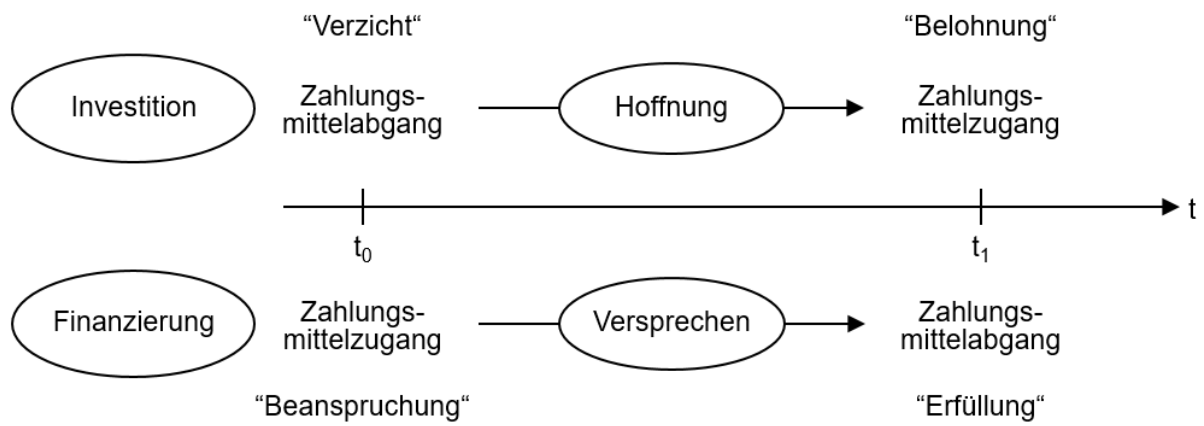 “Verzicht“ “Belohnung“
Investition Zahlungs- Hoffnung Zahlungs-
mittelabgang mittelzugang
t
t0 t1
Finanzierung Zahlungs- Versprechen Zahlungs-
mittelzugang mittelabgang
“Beanspruchung“ “Erfüllung“